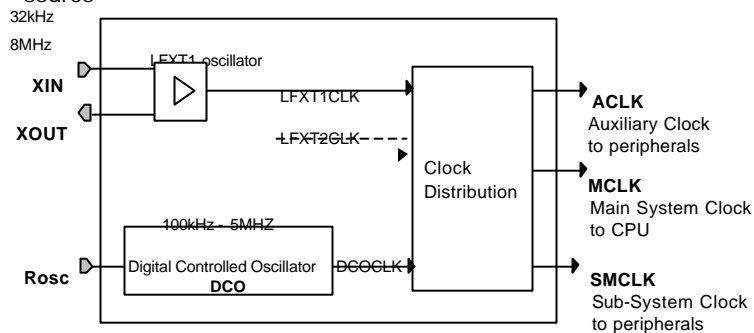 32kHz
8MHz
LFXT1 oscillator
XIN
LFXT1CLK
ACLK
Auxiliary Clock
to peripherals
XOUT
LFXT2CLK
Clock
Distribution
MCLK
Main System Clock
to CPU
100kHz - 5MHZ
Rosc
Digital Controlled Oscillator
DCO
DCOCLK
SMCLK
Sub-System Clock
to peripherals